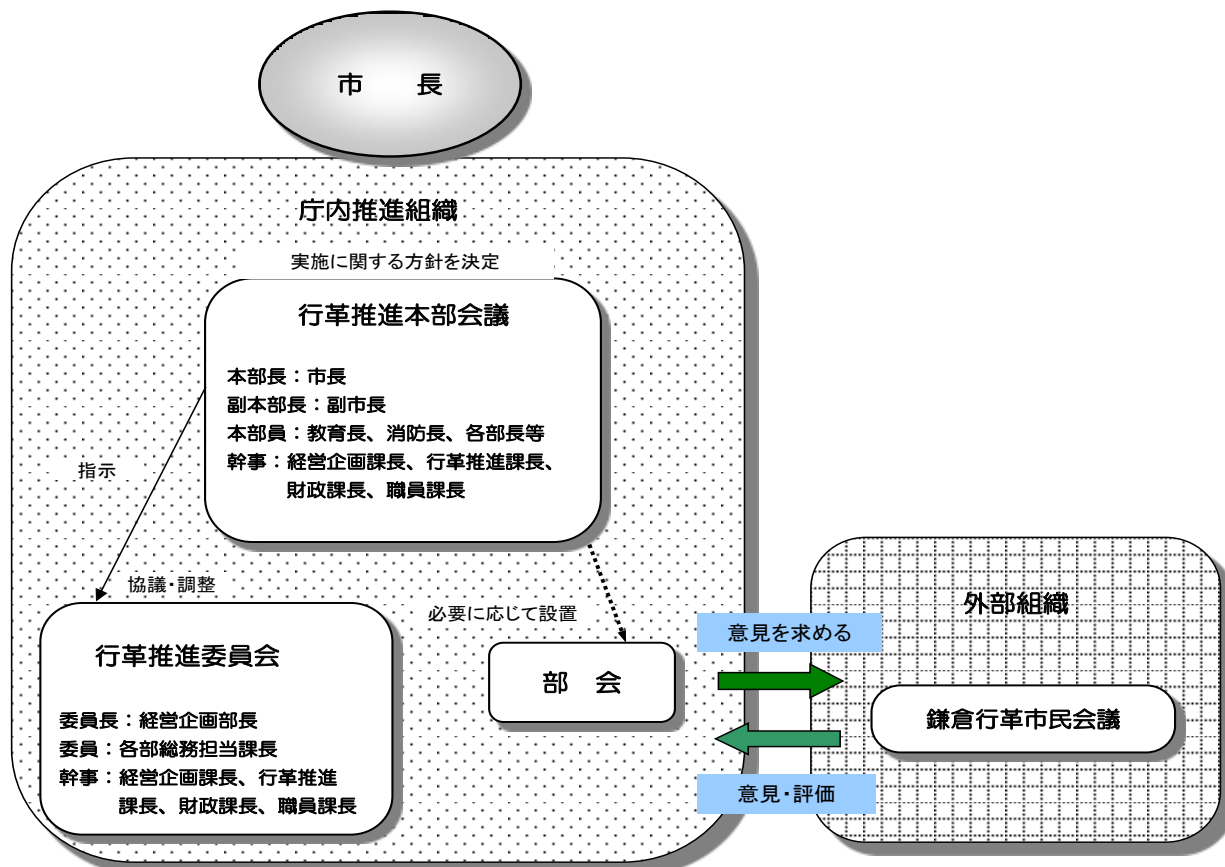 市　　長
庁内推進組織
実施に関する方針を決定
行革推進本部会議
本部長：市長
副本部長：副市長
本部員：教育長、消防長、各部長等
幹事：経営企画課長、行革推進課長、
財政課長、職員課長
指示
協議・調整
行革推進委員会
委員長：経営企画部長
委員：各部総務担当課長
幹事：経営企画課長、行革推進
課長、財政課長、職員課長
必要に応じて設置
部　会
意見を求める
意見・評価
外部組織
鎌倉行革市民会議